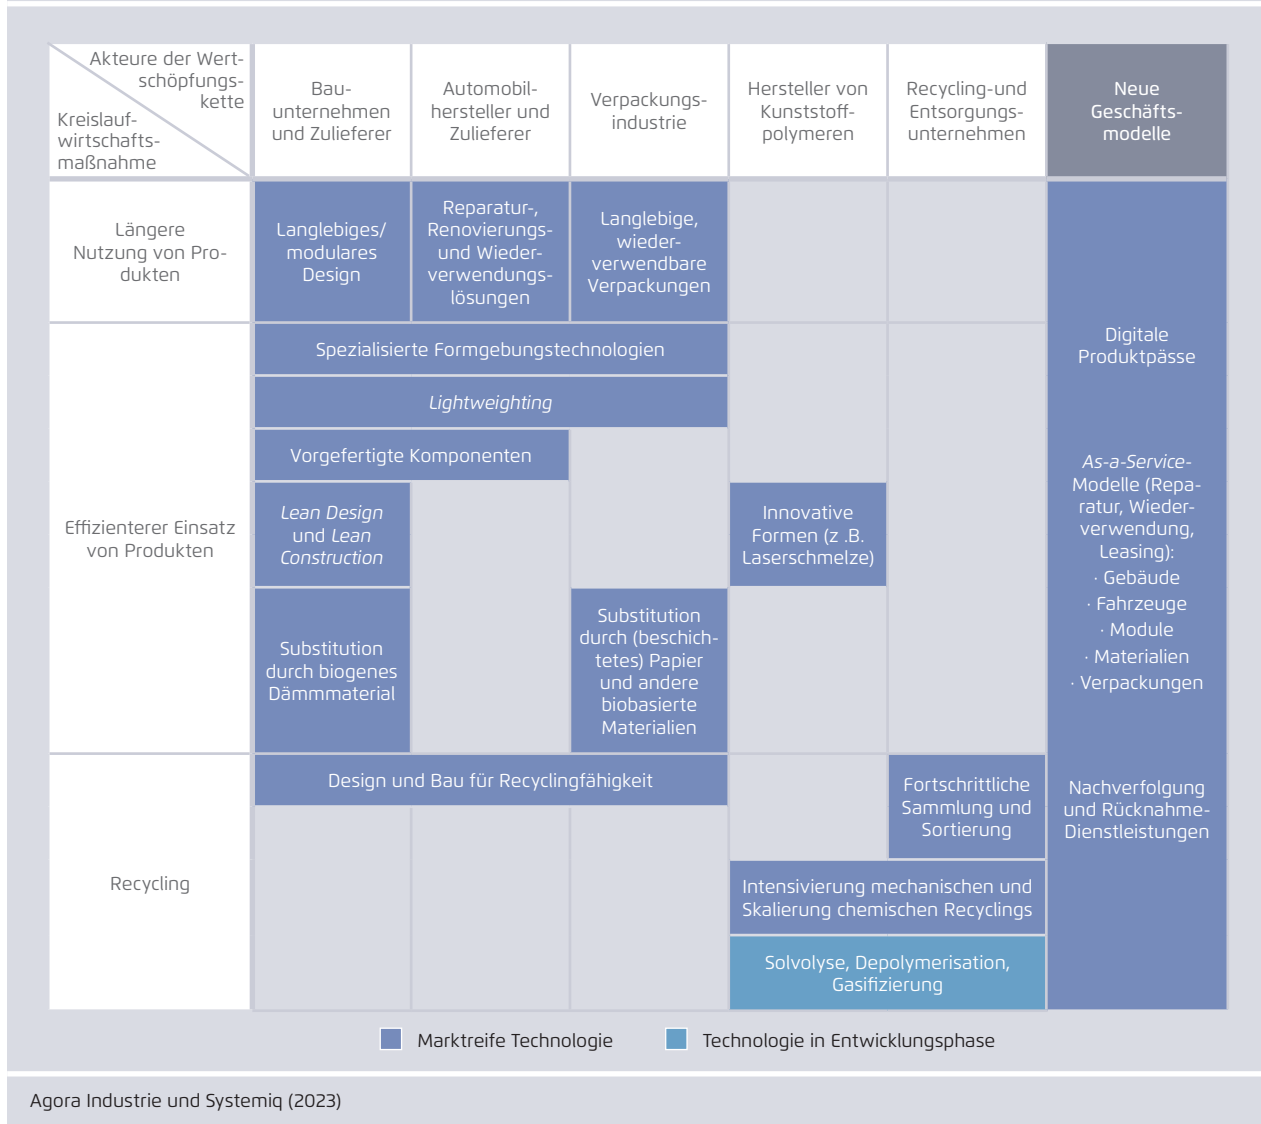 Akteure der Wert-
schöpfungs-
kette
Kreislauf-
wirtschafts-
maßnahme
Bau-
unternehmen
und Zulieferer
Automobil-
hersteller und
Zulieferer
Verpackungs-
industrie
Hersteller von
Kunststoff-
polymeren
Recycling-und
Entsorgungs-
unternehmen
Neue
Geschäfts-
modelle
Längere
Nutzung von Pro-
dukten
Langlebiges/
modulares
Design
Reparatur-,
Renovierungs-
und Wieder-
verwendungs-
lösungen
Langlebige,
wieder-
verwendbare
Verpackungen
Effizienterer Einsatz
von Produkten
Spezialisierte Formgebungstechnologien
Lightweighting
Vorgefertigte Komponenten
Lean Design
und Lean
Construction
Innovative
Formen (z .B.
Laserschmelze)
Substitution
durch biogenes
Dämmmaterial
Substitution
durch (beschich-
tetes) Papier
und andere
biobasierte
Materialien
Recycling
Design und Bau für Recyclingfähigkeit
Fortschrittliche
Sammlung und
Sortierung
Intensivierung mechanischen und
Skalierung chemischen Recyclings
Solvolyse, Depolymerisation,
Gasifizierung
Digitale
Produktpässe
As-a-Service-
Modelle (Repa-
ratur, Wieder-
verwendung,
Leasing):
· Gebäude
· Fahrzeuge
· Module
· Materialien
· Verpackungen
Nachverfolgung
und Rücknahme-
Dienstleistungen
Marktreife Technologie
Technologie in Entwicklungsphase
Agora Industrie und Systemiq (2023)